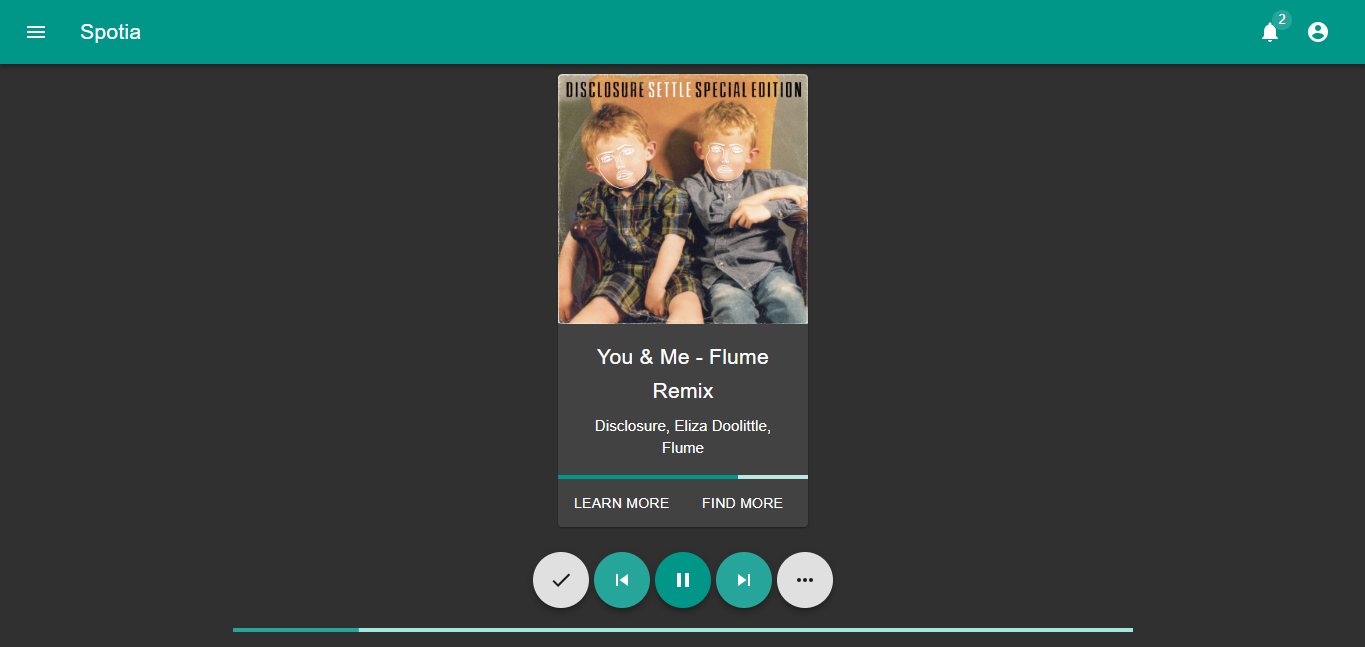 Spotia
2
DISCLOSURE SETTLE SPECIAL EDITION
You & Me - Flume
Remix
Disclosure, Eliza Doolittle,
Flume
LEARN MORE FIND MORE